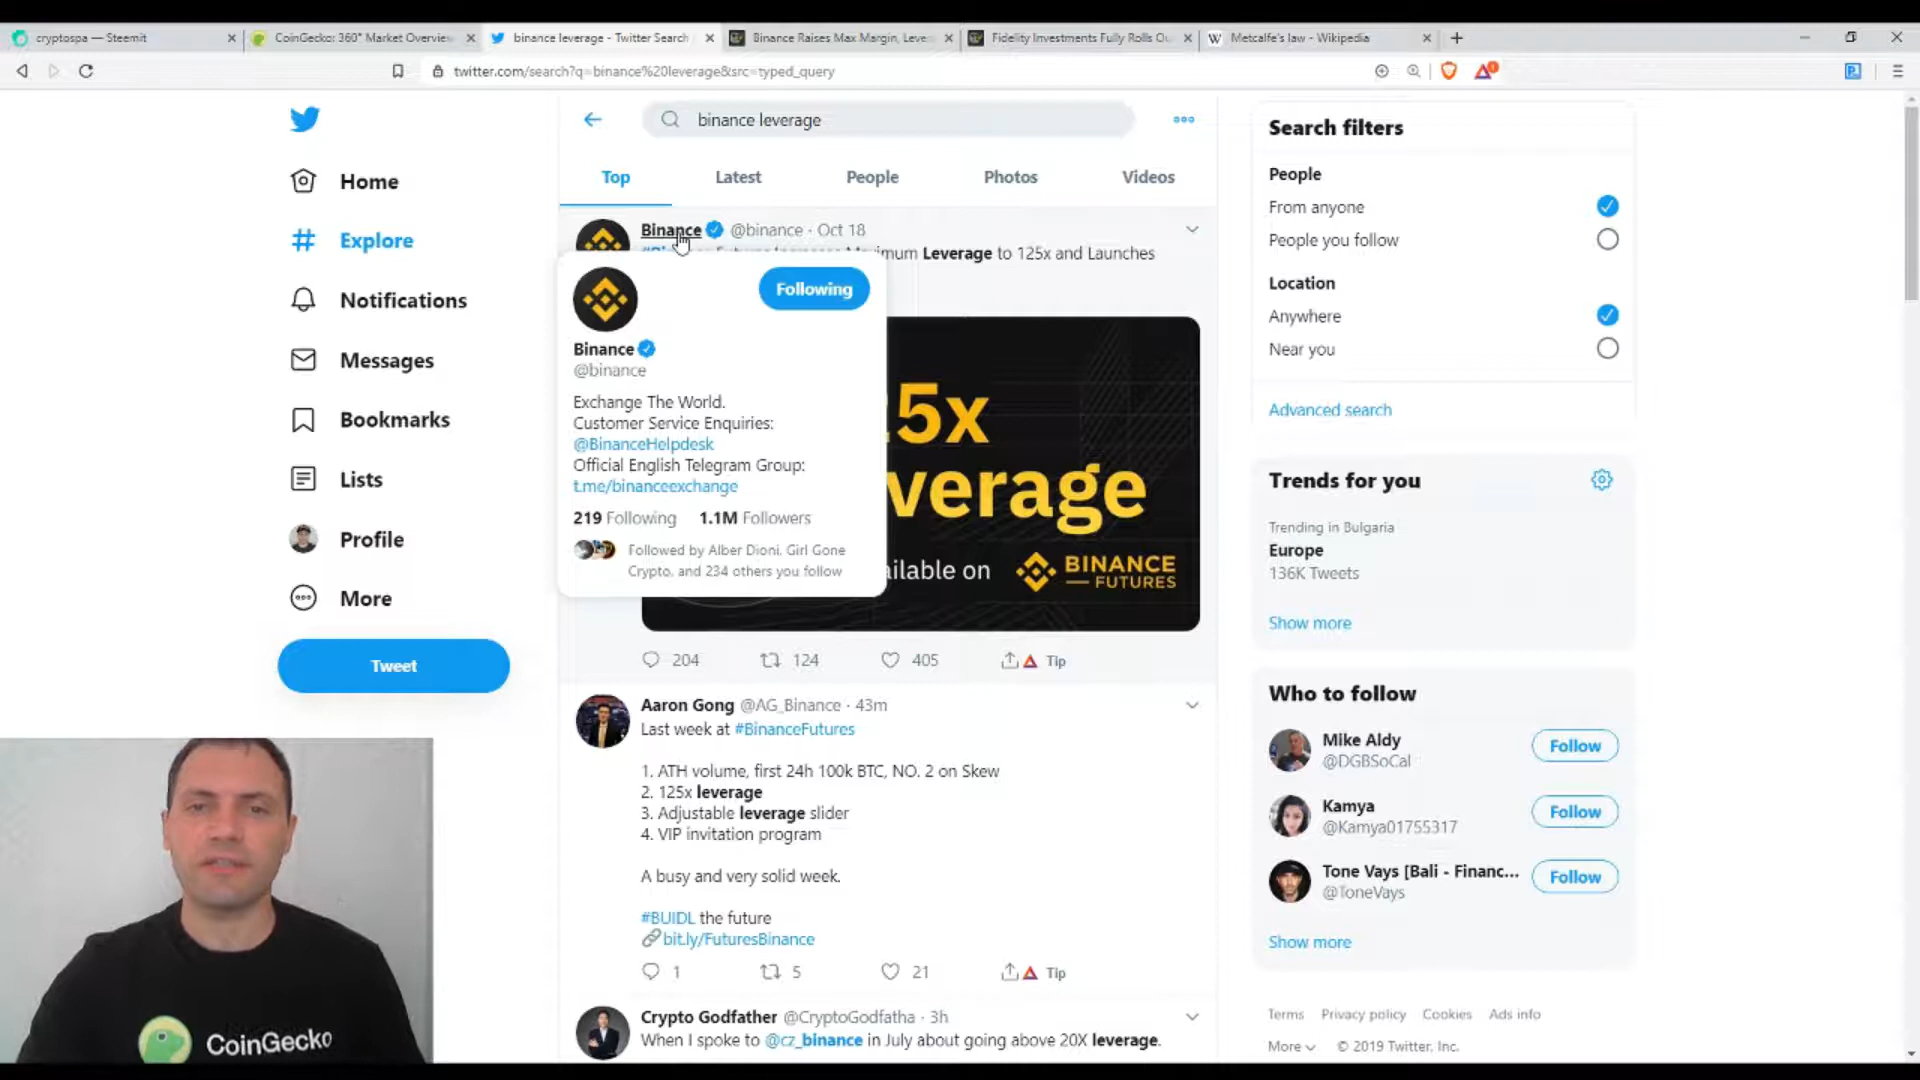 cryptospa — Steemit
CoinGecko: 360° Market Overview
binance leverage - Twitter Search
Binance Raises Max Margin, Leve
Fidelity Investments Fully Rolls Ou
Metcalfe's law - Wikipedia
twitter.com/search?q=binance%20leverage&src=typed_query
binance leverage
Top
Latest
People
Photos
Videos
Home
Explore
Notifications
Messages
Bookmarks
Lists
Profile
More
Tweet
Binance @binance · Oct 18
Leverage to 125x and Launches
Following
Binance
@binance
Exchange The World.
Customer Service Enquiries:
@BinanceHelpdesk
Official English Telegram Group:
t.me/binanceexchange
219 Following 1.1M Followers
Followed by Alber Dioni, Girl Gone
Crypto, and 234 others you follow
5x
verage
ailable on
BINANCE
FUTURES
204
124
405
Tip
Aaron Gong @AG_Binance · 43m
Last week at #BinanceFutures
1. ATH volume, first 24h 100k BTC, NO. 2 on Skew
2. 125x leverage
3. Adjustable leverage slider
4. VIP invitation program
A busy and very solid week.
#BUIDL the future
bit.ly/FuturesBinance
1
5
21
Tip
Crypto Godfather @CryptoGodfatha · 3h
When I spoke to @cz_binance in July about going above 20X leverage.
Search filters
People
From anyone
People you follow
Location
Anywhere
Near you
Advanced search
Trends for you
Trending in Bulgaria
Europe
136K Tweets
Show more
Who to follow
Mike Aldy
@DGBSoCal
Follow
Kamya
@Kamya01755317
Follow
Tone Vays [Bali - Financ...
@ToneVays
Follow
Show more
Terms Privacy policy Cookies Ads info
More © 2019 Twitter, Inc.
CoinGecko